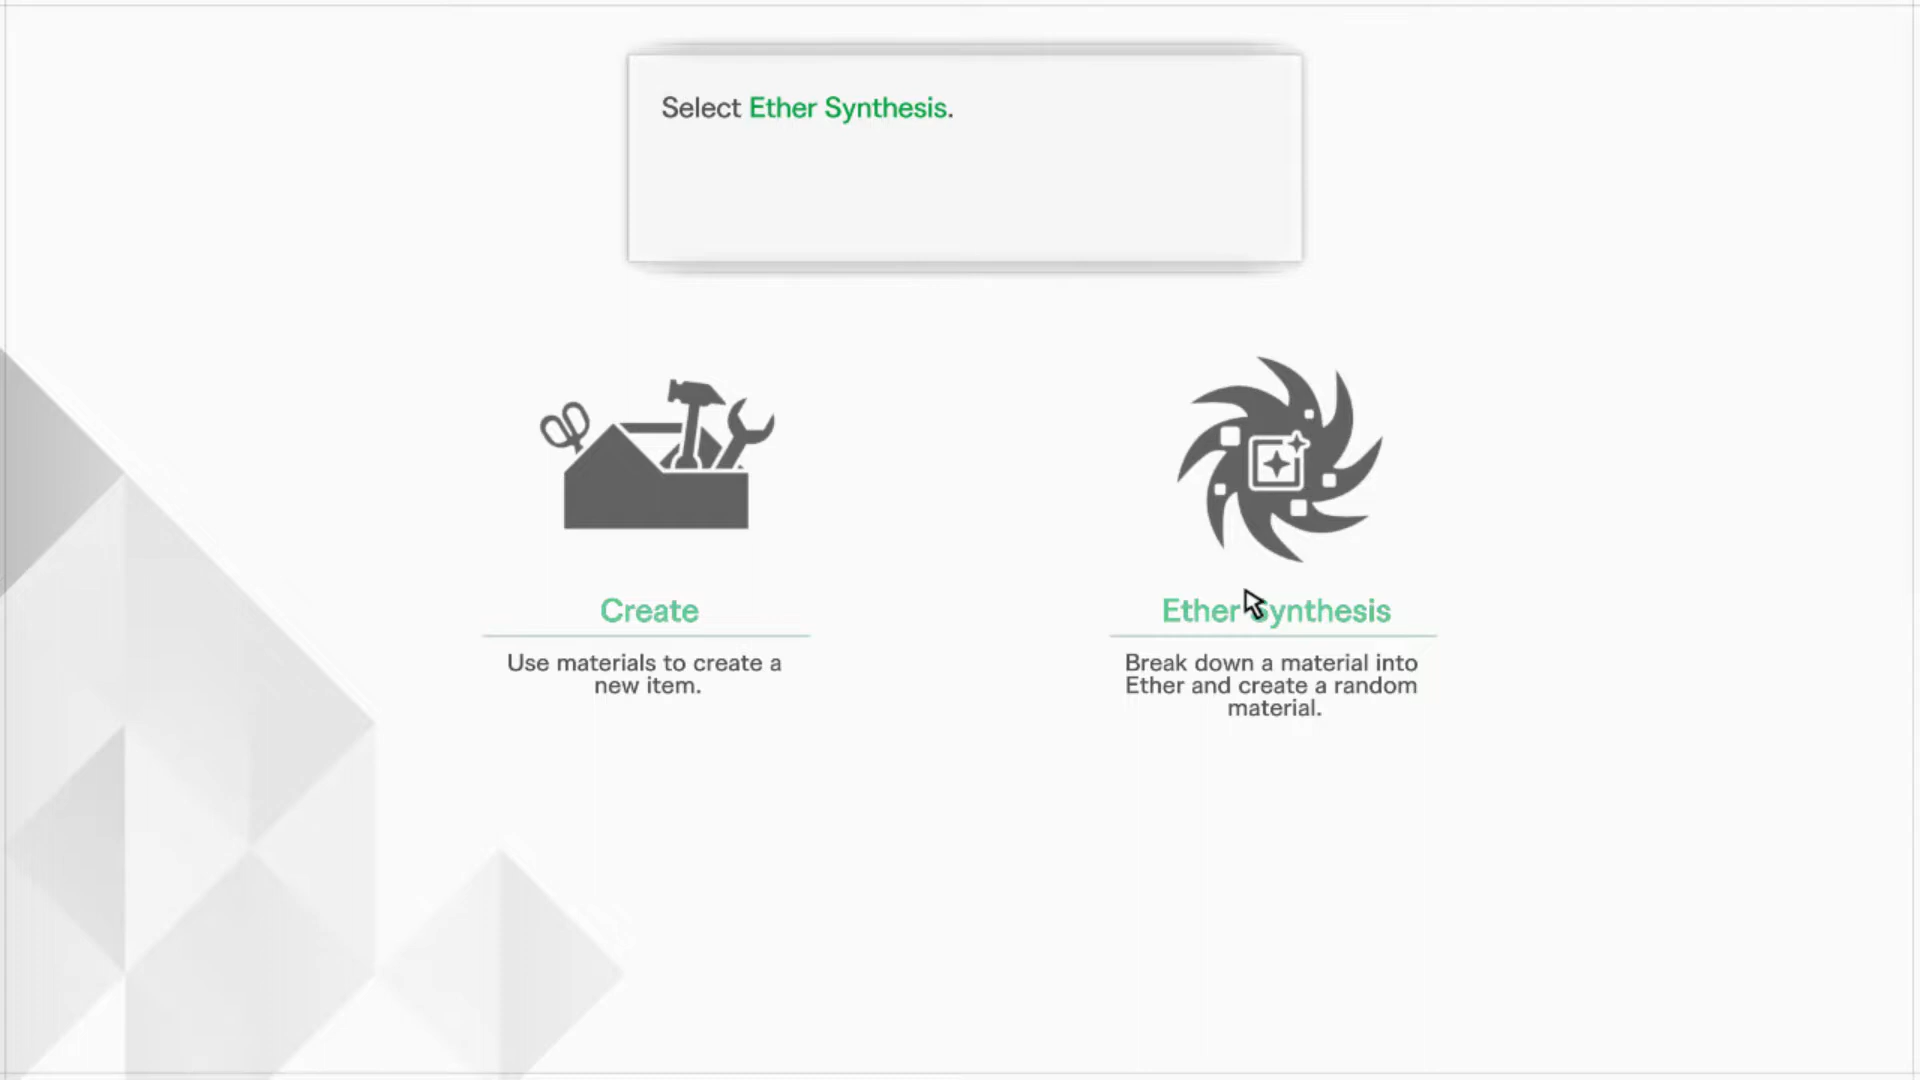 Select Ether Synthesis.
Create
Use materials to create a
new item.
Ether Synthesis
Break down a material into
Ether and create a random
material.